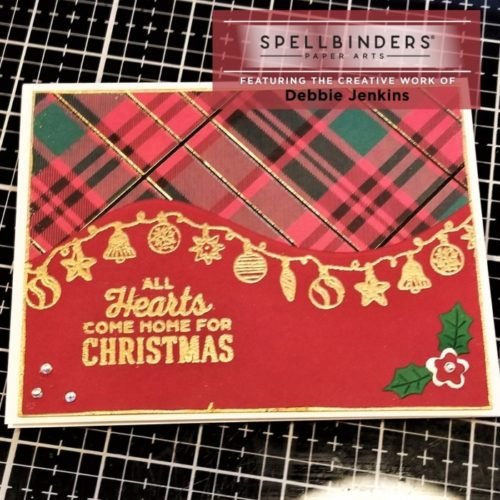 SPELLBINDERS®
PAPER ARTS
FEATURING THE CREATIVE WORK OF
Debbie Jenkins
ALL
Hearts
COME HOME FOR
CHRISTMAS